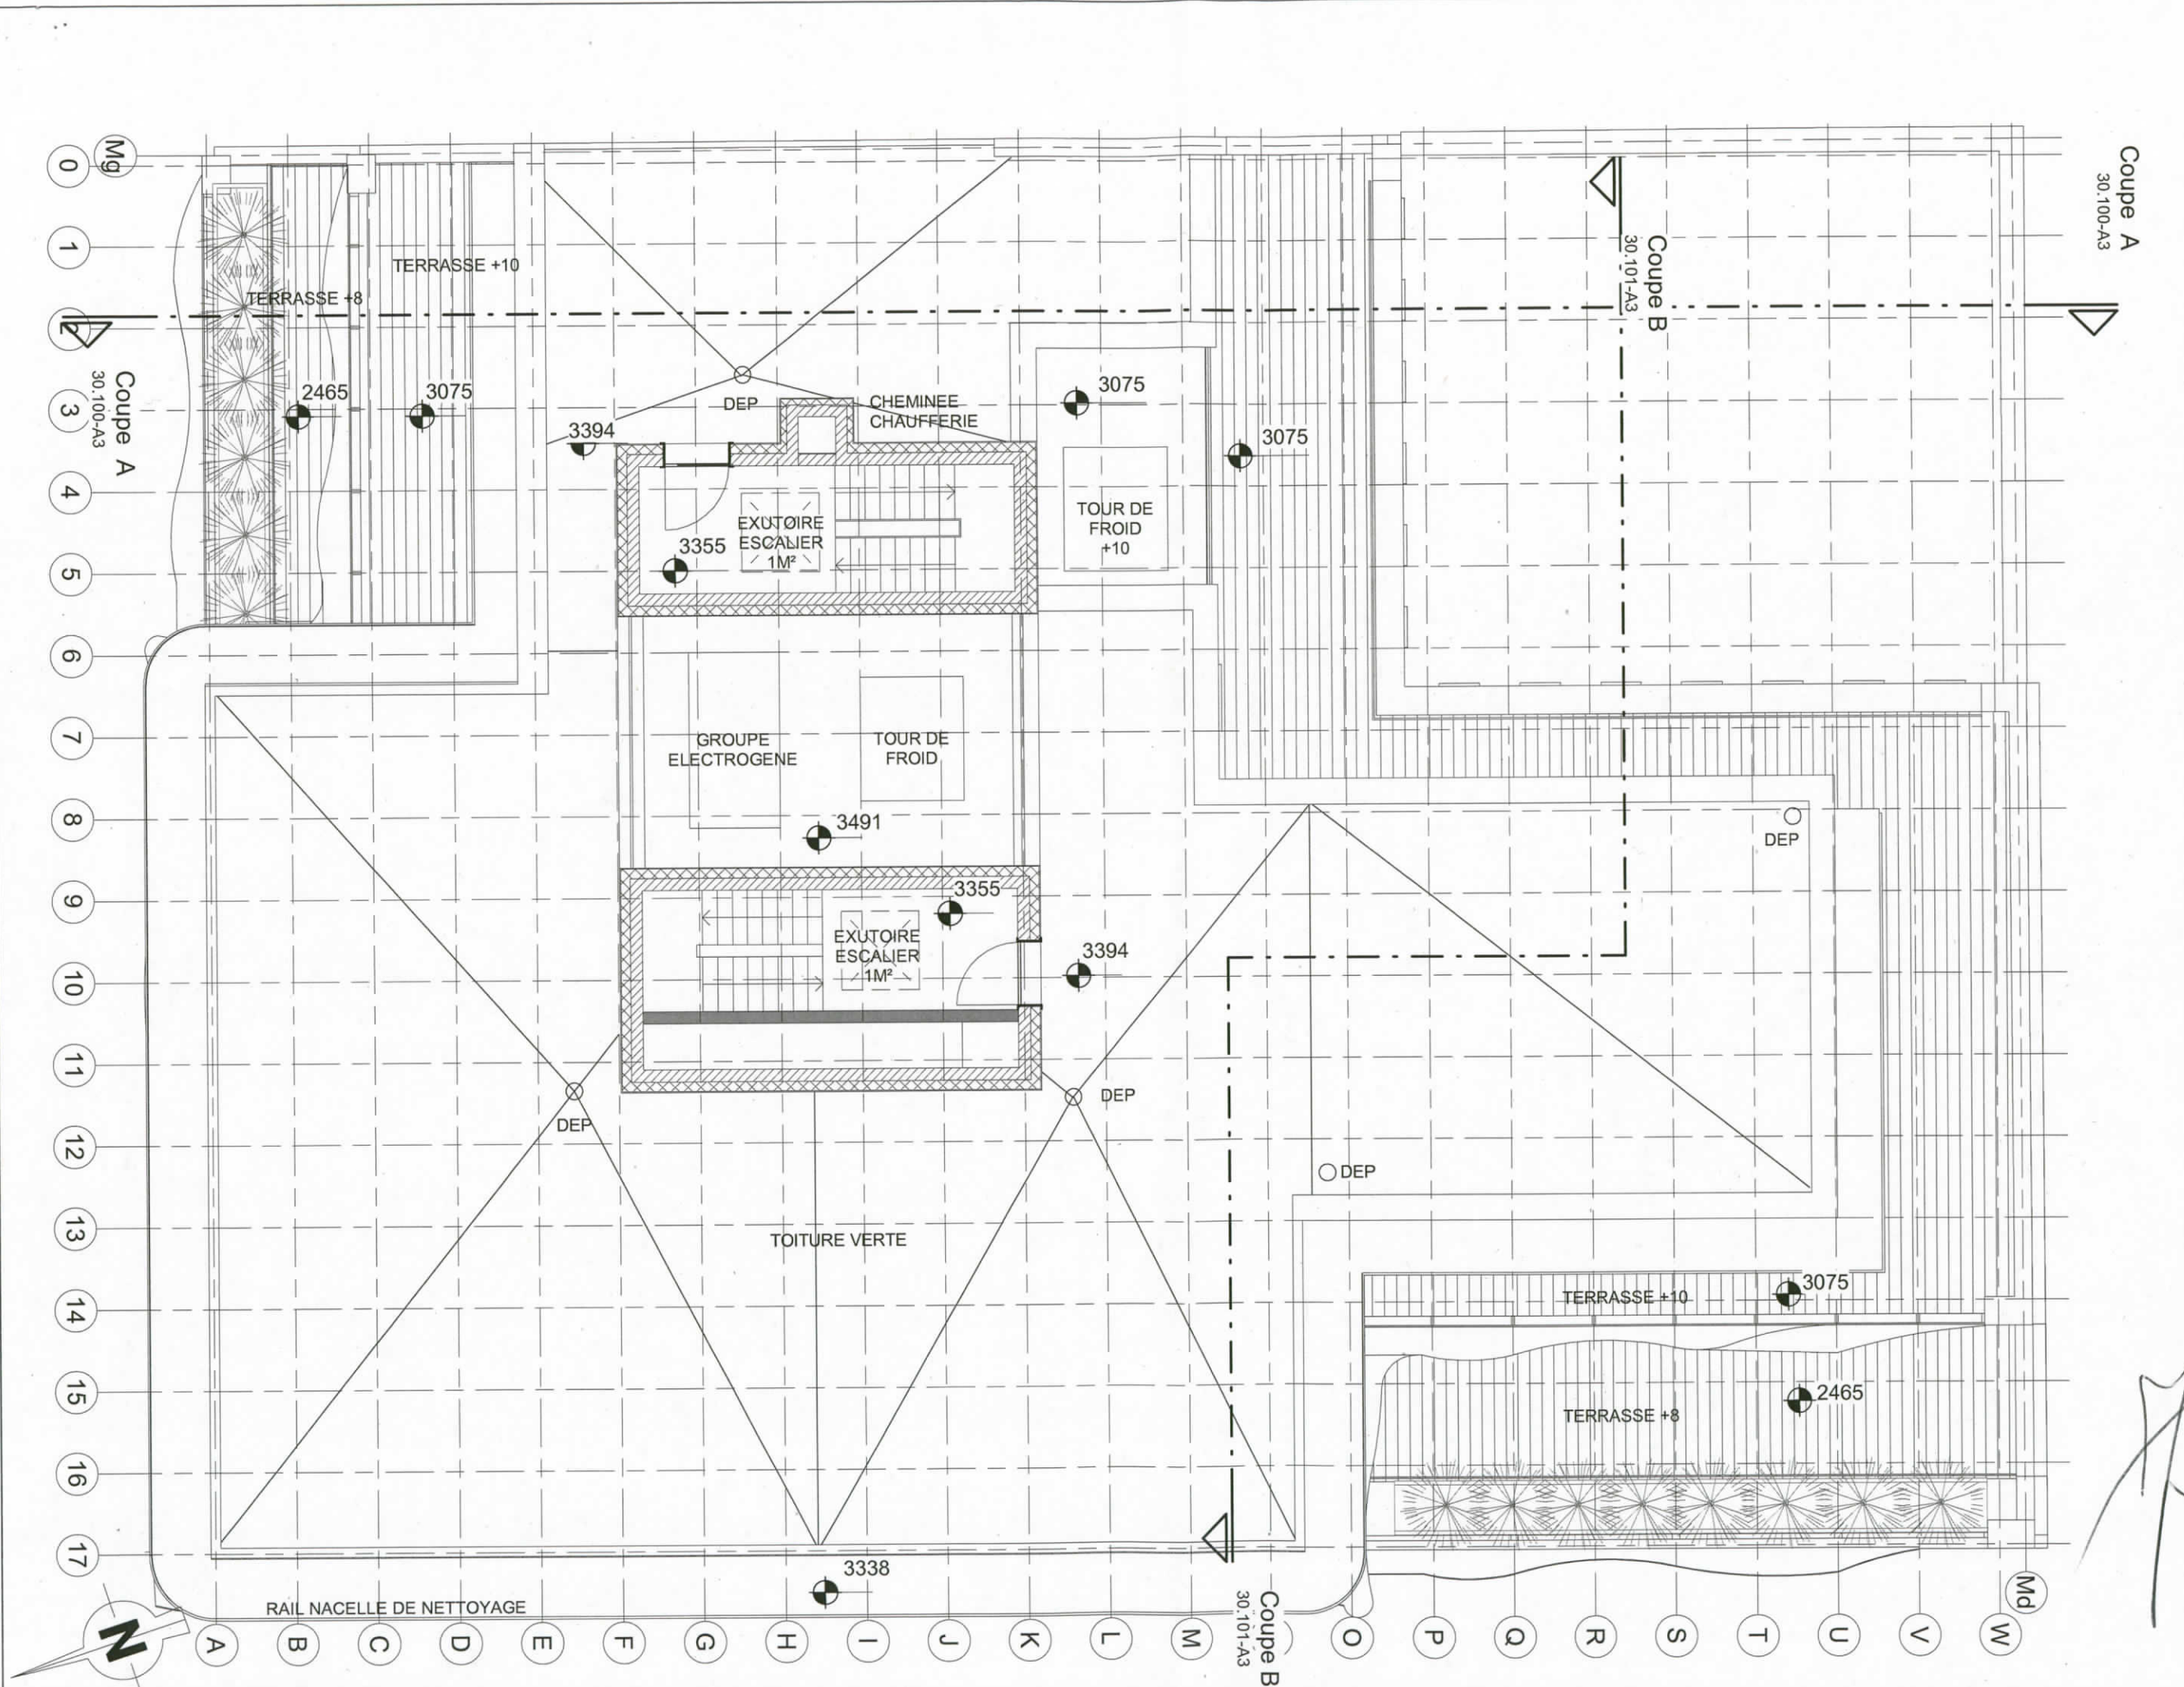 Coupe A
30.100-A3
Mg
0
1
2
3
4
5
6
7
8
9
10
11
12
13
14
15
16
17
Coupe B
30.101-A3
TERRASSE +10
TERRASSE +8
Coupe A
30.100-A3
2465
3075
3394
DEP
CHEMINEE
CHAUFFERIE
3075
3075
EXUTOIRE
ESCALIER
1M²
3355
TOUR DE
FROID
+10
GROUPE
ELECTROGENE
TOUR DE
FROID
3491
DEP
3355
EXUTOIRE
ESCALIER
1M²
3394
DEP
DEP
DEP
TOITURE VERTE
TERRASSE +10
3075
TERRASSE +8
2465
3338
RAIL NACELLE DE NETTOYAGE
Coupe B
30.101-A3
Md
N
A
B
C
D
E
F
G
H
I
J
K
L
M
O
P
Q
R
S
T
U
V
W